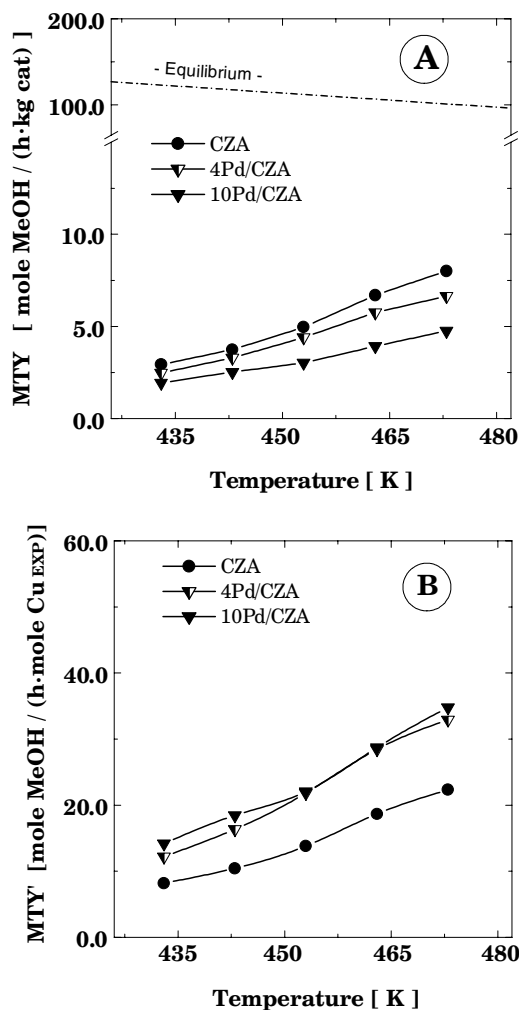 200.0
- Equilibrium -
A
100.0
CZA
4Pd/CZA
10Pd/CZA
10.0
5.0
0.0
MTY [ mole MeOH / (h·kg cat) ]
435 450 465 480
Temperature [ K ]
60.0
CZA
4Pd/CZA
10Pd/CZA
B
40.0
20.0
0.0
MTY' [mole MeOH / (h·mole Cu EXP)]
435 450 465 480
Temperature [ K ]